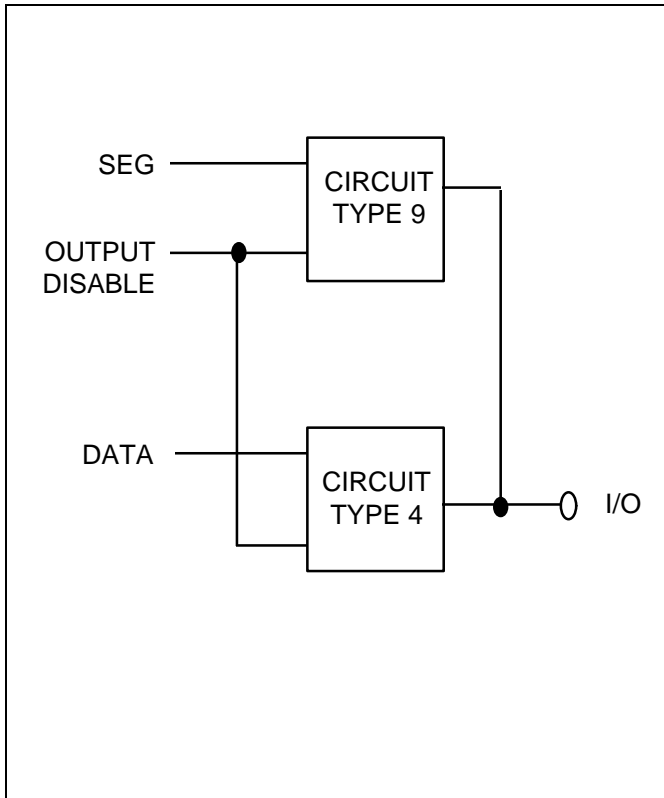 SEG
CIRCUIT
TYPE 9
OUTPUT
DISABLE
DATA
CIRCUIT
TYPE 4
I/O